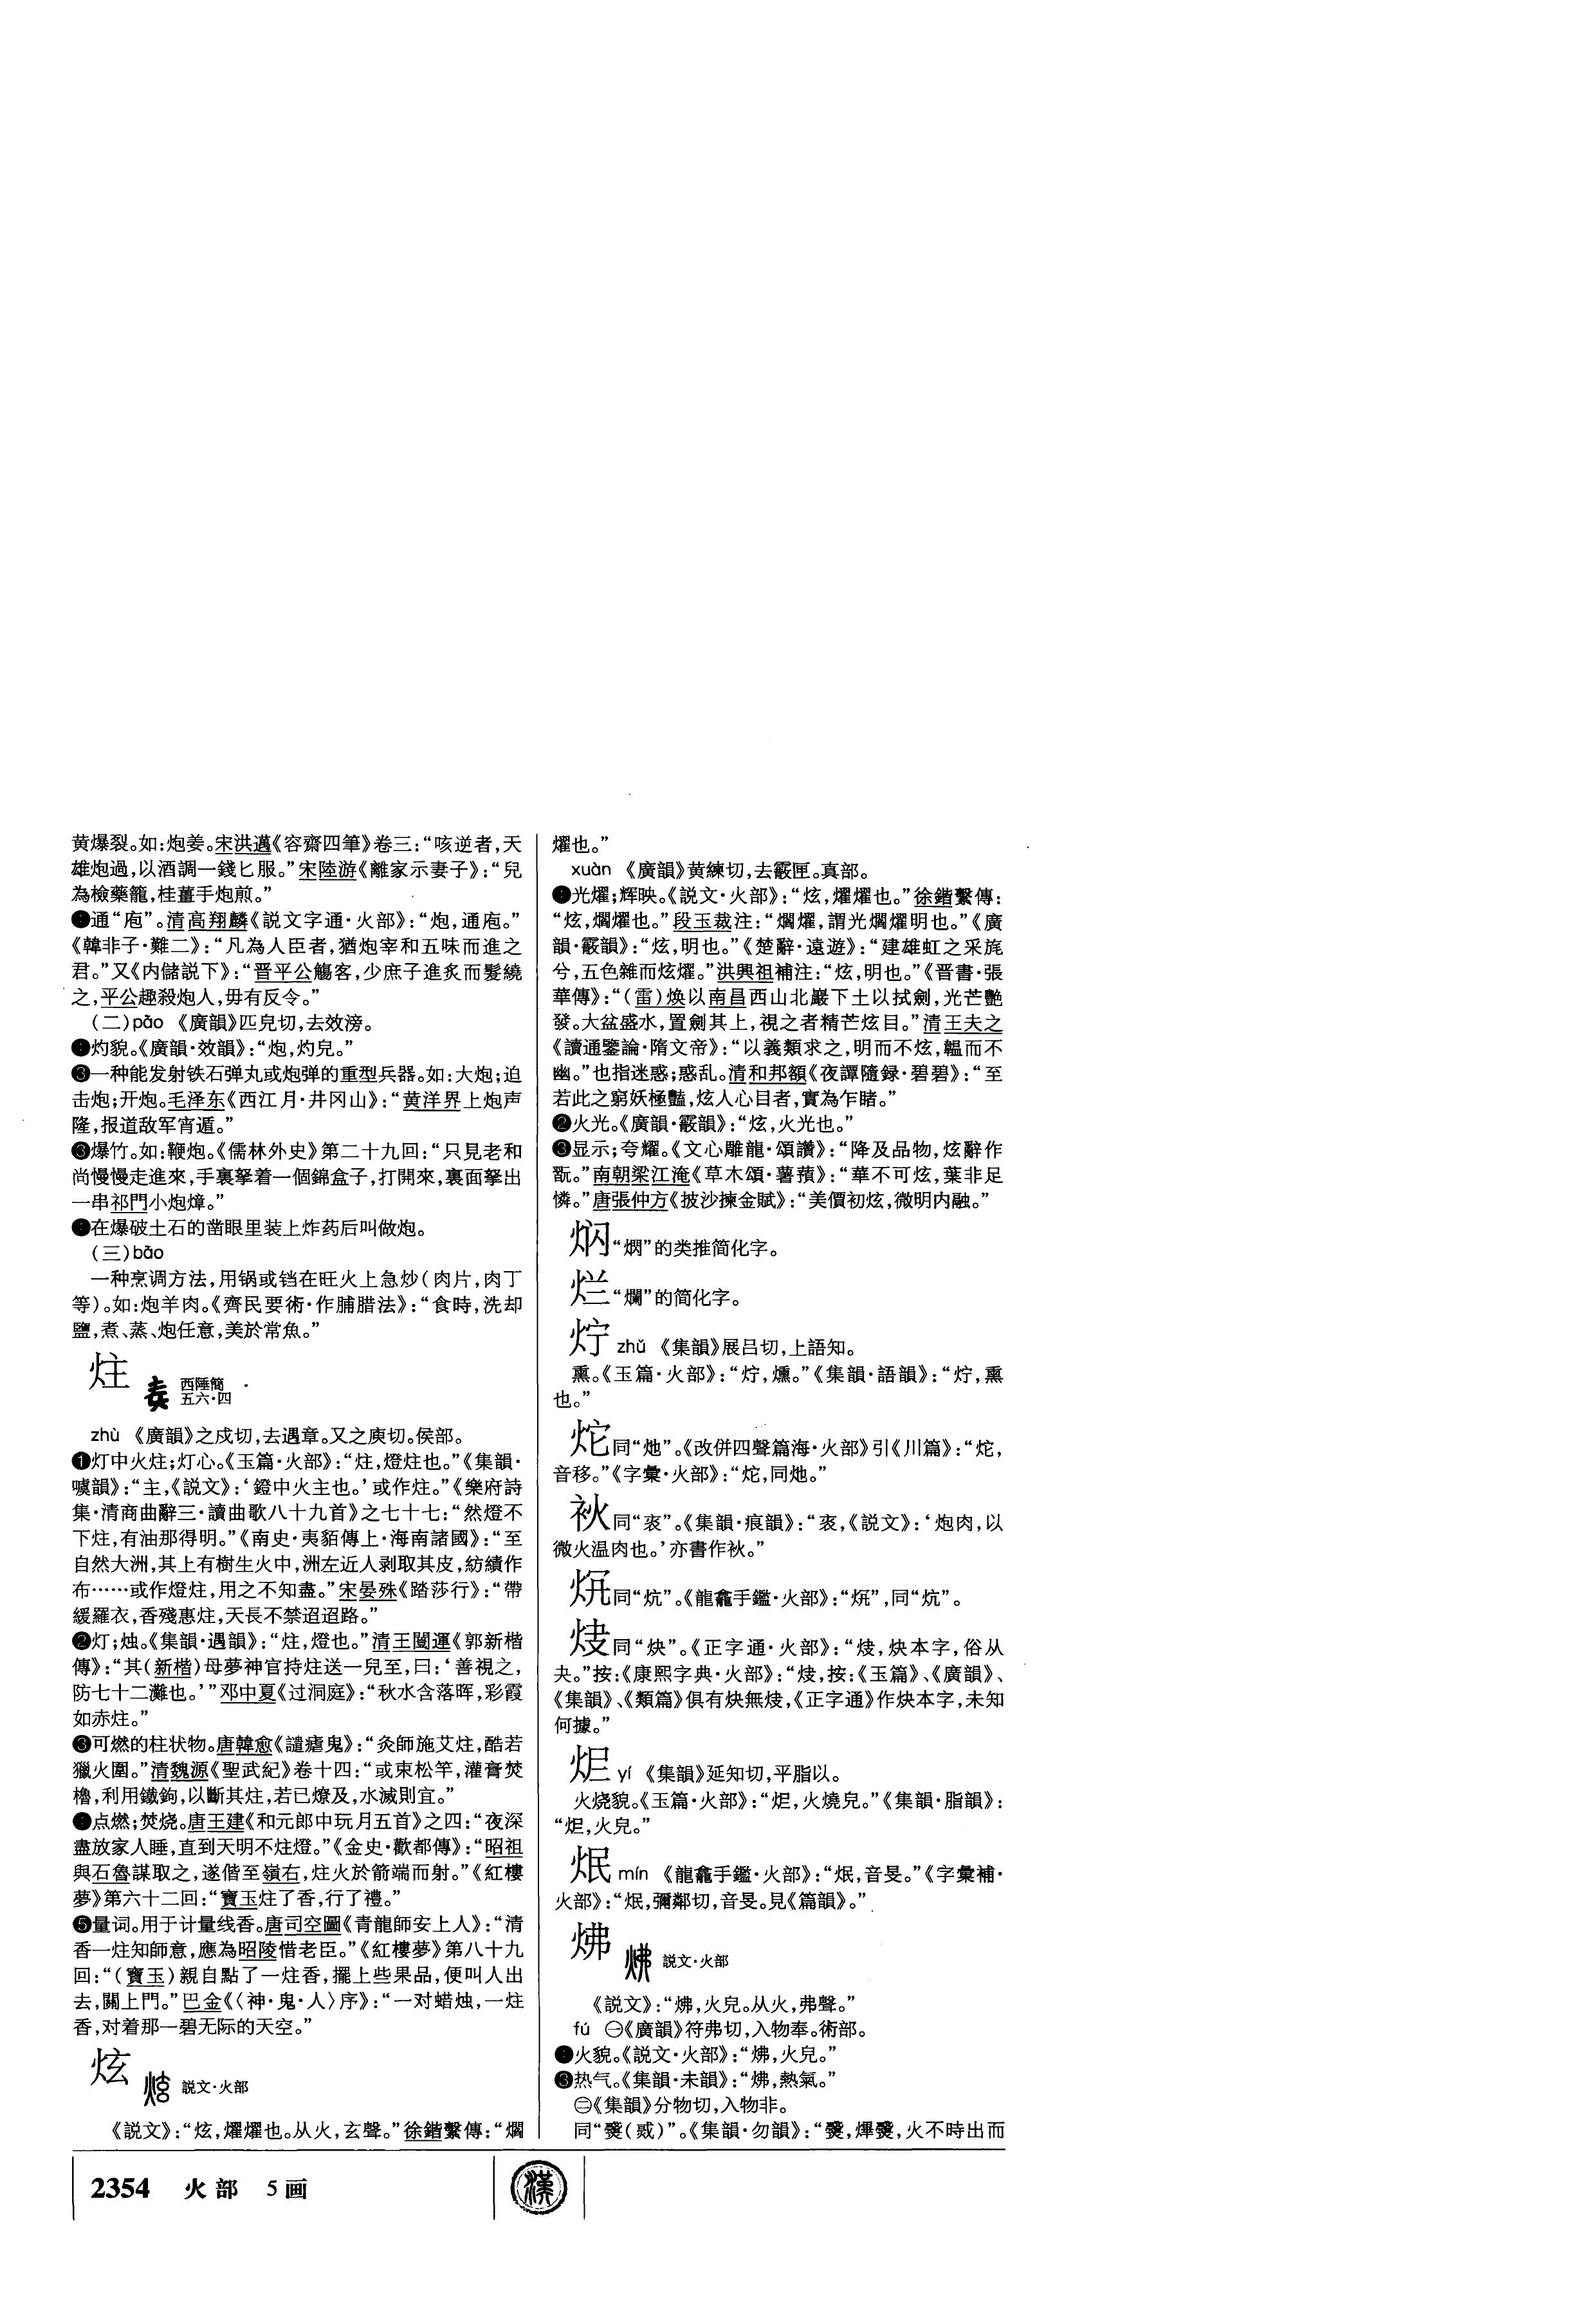 黄爆裂。如:炮姜。宋洪邁《容齋四筆》卷三:“咳逆者,天
雄炮過,以酒調一錢匕服。”宋陸游《離家示妻子》:“兒
為檢藥籠,桂薑手炮煎。”
通“庖”。清高翔麟《説文字通·火部》:“炮,通庖。”
《韓非子·難二》:“凡為人臣者,猶炮宰和五味而進之
君。”又《内儲説下》:“晋平公觴客,少庶子進炙而髮繞
之,平公趣殺炮人,毋有反令。”
(二)pào 《廣韻》匹皃切,去效滂。
灼貌。《廣韻·效韻》:“炮,灼皃。”
❸一种能发射铁石弹丸或炮弹的重型兵器。如:大炮;迫
击炮;开炮。毛泽东《西江月·井冈山》:“黄洋界上炮声
隆,报道敌军宵遁。”
❸爆竹。如:鞭炮。《儒林外史》第二十九回:“只見老和
尚慢慢走進來,手裏拏着一個錦盒子,打開來,裏面拏出
一串祁門小炮㷹。”
在爆破土石的凿眼里装上炸药后叫做炮。
(三)bāo
一种烹调方法,用锅或铛在旺火上急炒(肉片,肉丁
等)。如:炮羊肉。《齊民要術·作脯腊法》:“食時,洗却
鹽,煮、蒸、炮任意,美於常魚。”
炷 西陲簡
五六·四
zhù 《廣韻》之戍切,去遇章。又之庾切。侯部。
❶灯中火炷;灯心。《玉篇·火部》:“炷,燈炷也。”《集韻·
噳韻》:“主,《説文》:‘鐙中火主也。’或作炷。”《樂府詩
集·清商曲辭三·讀曲歌八十九首》之七十七:“然燈不
下炷,有油那得明。”《南史·夷貊傳上·海南諸國》:“至
自然大洲,其上有樹生火中,洲左近人剥取其皮,紡績作
布……或作燈炷,用之不知盡。”宋晏殊《踏莎行》:“帶
緩羅衣,香殘惠炷,天長不禁迢迢路。”
❷灯;烛。《集韻·遇韻》:“炷,燈也。”清王闓運《郭新楷
傳》:“其(新楷)母夢神官持炷送一兒至,曰:‘善視之,
防七十二灘也。’”邓中夏《过洞庭》:“秋水含落晖,彩霞
如赤炷。”
❸可燃的柱状物。唐韓愈《譴瘧鬼》:“灸師施艾炷,酷若
獵火圍。”清魏源《聖武紀》卷十四:“或束松竿,灌膏焚
櫓,利用鐵鉤,以斷其炷,若已燎及,水滅則宜。”
点燃;焚烧。唐王建《和元郎中玩月五首》之四:“夜深
盡放家人睡,直到天明不炷燈。”《金史·歡都傳》:“昭祖
與石魯謀取之,遂偕至嶺右,炷火於箭端而射。”《紅樓
夢》第六十二回:“寶玉炷了香,行了禮。”
❺量词。用于计量线香。唐司空圖《青龍師安上人》:“清
香一炷知師意,應為昭陵惜老臣。”《紅樓夢》第八十九
回:“(寶玉)親自點了一炷香,擺上些果品,便叫人出
去,關上門。”巴金《〈神·鬼·人〉序》:“一对蜡烛,一炷
香,对着那一碧无际的天空。”
炫 説文·火部
《説文》:“炫,燿燿也。从火,玄聲。”徐鍇繫傳:“爓
燿也。”
xuàn 《廣韻》黄練切,去霰匣。真部。
光燿;辉映。《説文·火部》:“炫,燿燿也。”徐鍇繫傳:
“炫,爓燿也。”段玉裁注:“爓燿,謂光爓燿明也。”《廣
韻·霰韻》:“炫,明也。”《楚辭·遠遊》:“建雄虹之采旄
兮,五色雜而炫燿。”洪興祖補注:“炫,明也。”《晋書·張
華傳》:“(雷)焕以南昌西山北巖下土以拭劍,光芒艷
發。大盆盛水,置劍其上,視之者精芒炫目。”清王夫之
《讀通鑒論·隋文帝》:“以義類求之,明而不炫,韞而不
幽。”也指迷惑;惑乱。清和邦額《夜譚隨録·碧碧》:“至
若此之窮妖極豔,炫人心目者,實為乍睹。”
❷火光。《廣韻·霰韻》:“炫,火光也。”
❸显示;夸耀。《文心雕龍·頌讚》:“降及品物,炫辭作
翫。”南朝梁江淹《草木頌·薯蕷》:“華不可炫,葉非足
憐。”唐張仲方《披沙揀金賦》:“美價初炫,微明内融。”
㶽“焵”的类推简化字。
烂“爛”的简化字。
㶆 zhǔ 《集韻》展吕切,上語知。
熏。《玉篇·火部》:“㶆,燻。”《集韻·語韻》:“㶆,熏
也。”
炨同“灺”。《改併四聲篇海·火部》引《川篇》:“炨,
音移。”《字彙·火部》:“炨,同灺。”
同“衮”。《集韻·痕韻》:“衮,《説文》:‘炮肉,以
微火温肉也。’亦書作。”
同“炕”。《龍龕手鑑·火部》:“”,同“炕”。
同“炔”。《正字通·火部》:“,炔本字,俗从
夬。”按:《康熙字典·火部》:“,按:《玉篇》、《廣韻》、
《集韻》、《類篇》俱有炔無,《正字通》作炔本字,未知
何據。”
炟 yí 《集韻》延知切,平脂以。
火烧貌。《玉篇·火部》:“,火燒皃。”《集韻·脂韻》:
“,火皃。”
炾 mín 《龍龕手鑑·火部》:“,音旻。”《字彙補·
火部》:“,彌鄰切,音旻。見《篇韻》。”
炥 説文·火部
《説文》:“炥,火皃。从火,弗聲。”
fú ㊀《廣韻》符弗切,入物奉。術部。
火貌。《説文·火部》:“炥,火皃。”
❸热气。《集韻·未韻》:“炥,熱氣。”
㊁《集韻》分物切,入物非。
同“(烕)”。《集韻·勿韻》:“,熚,火不時出而
2354 火部 5画
漢